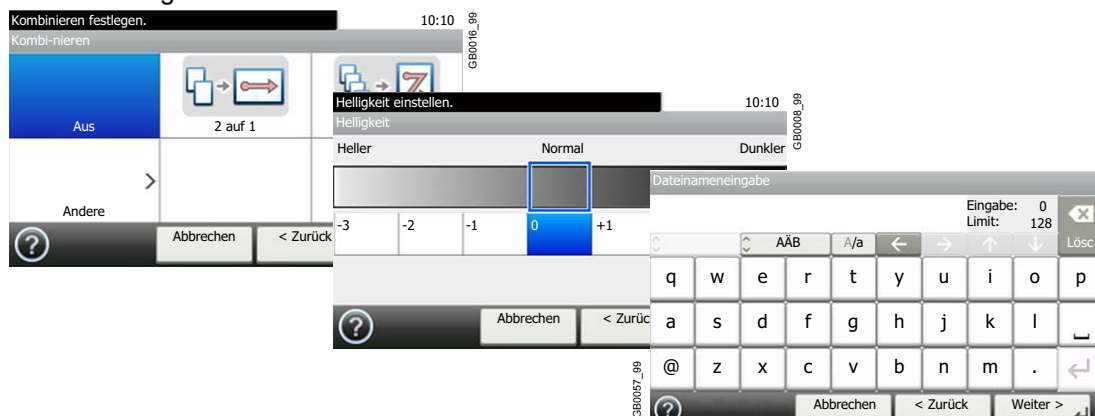 Kombinieren festlegen. 10:10
Kombi-nieren
GB0016_99
Aus
2 auf 1
Andere
Abbrechen
< Zurück
Helligkeit einstellen. 10:10
Helligkeit
GB0008_99
Heller Normal Dunkler
-3 -2 -1 0 +1
Abbrechen
< Zurüc
Dateinameneingabe
Eingabe: 0
Limit: 128
AÄB A/a Lösc
q w e r t y u i o p
a s d f g h j k l
@ z x c v b n m .
GB0057_99
Abbrechen < Zurück Weiter >